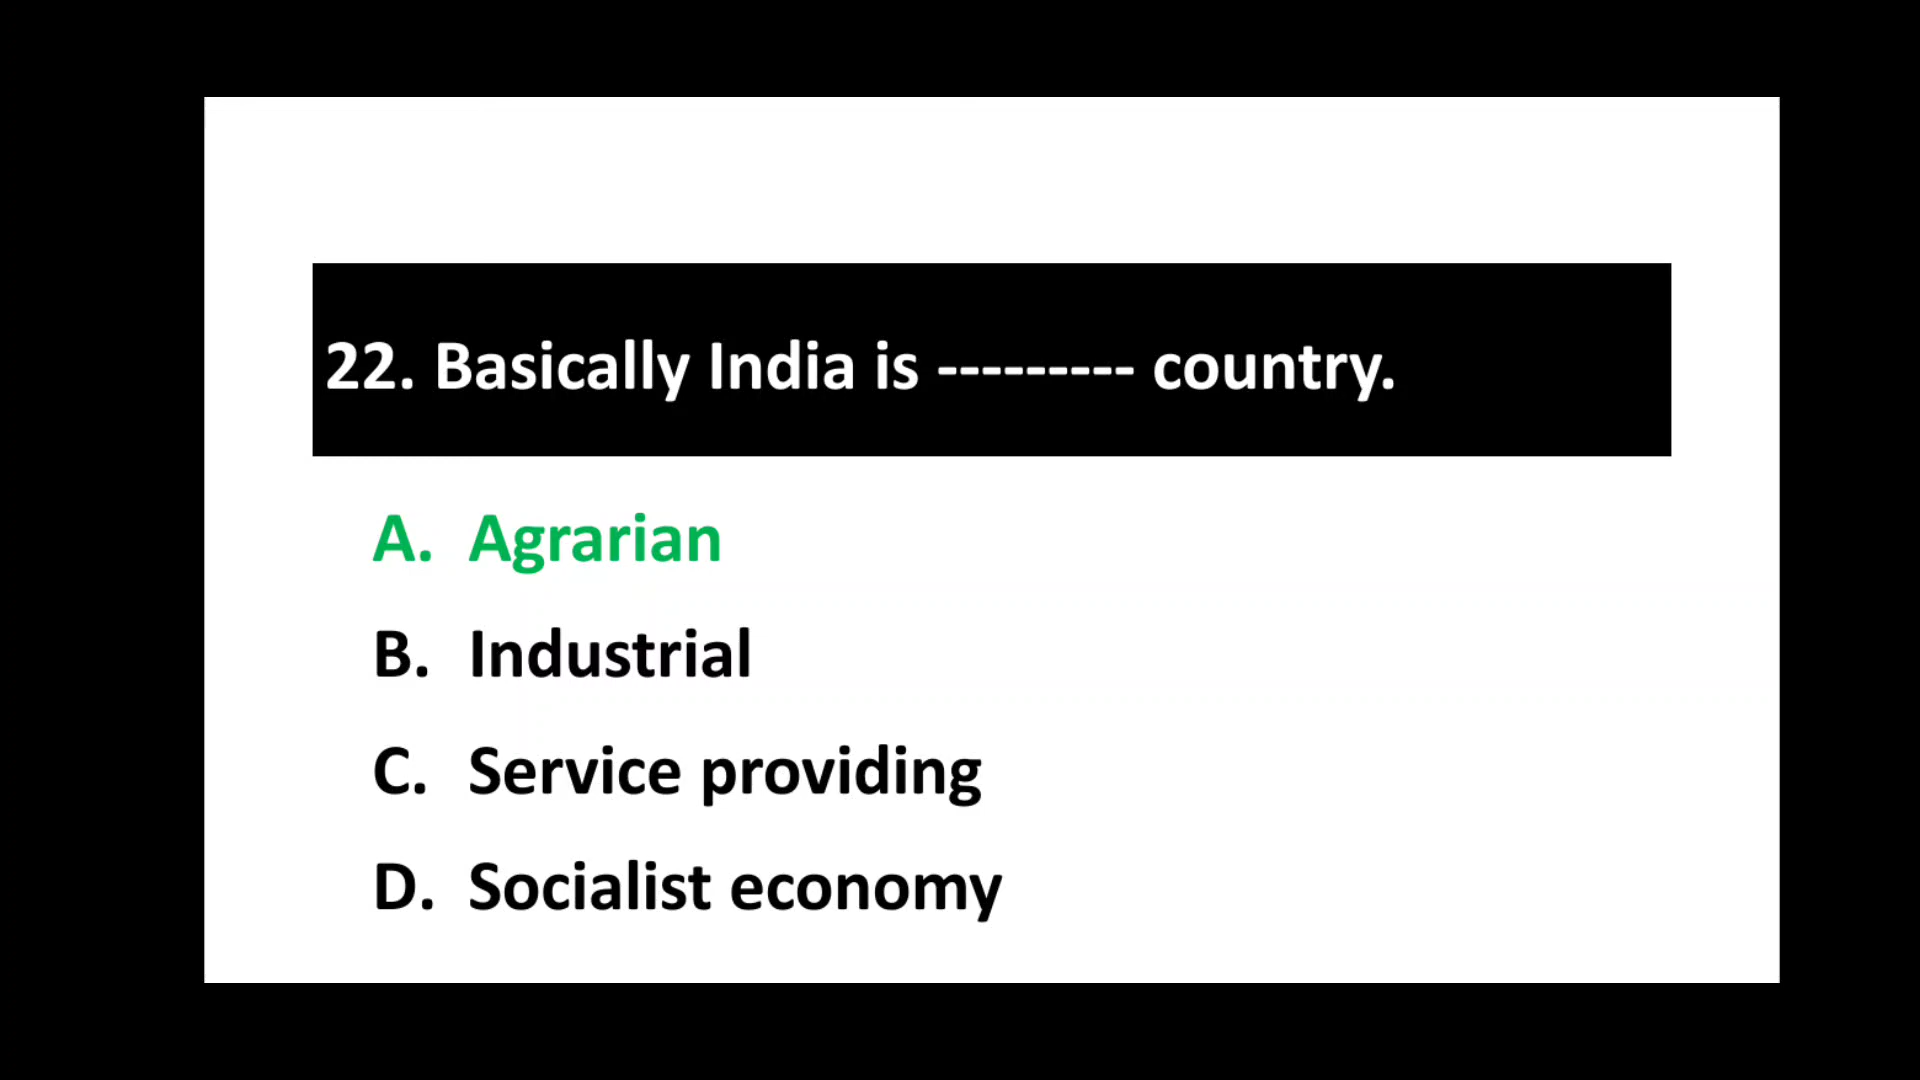 22. Basically India is --------- country.
A. Agrarian
B. Industrial
C. Service providing
D. Socialist economy